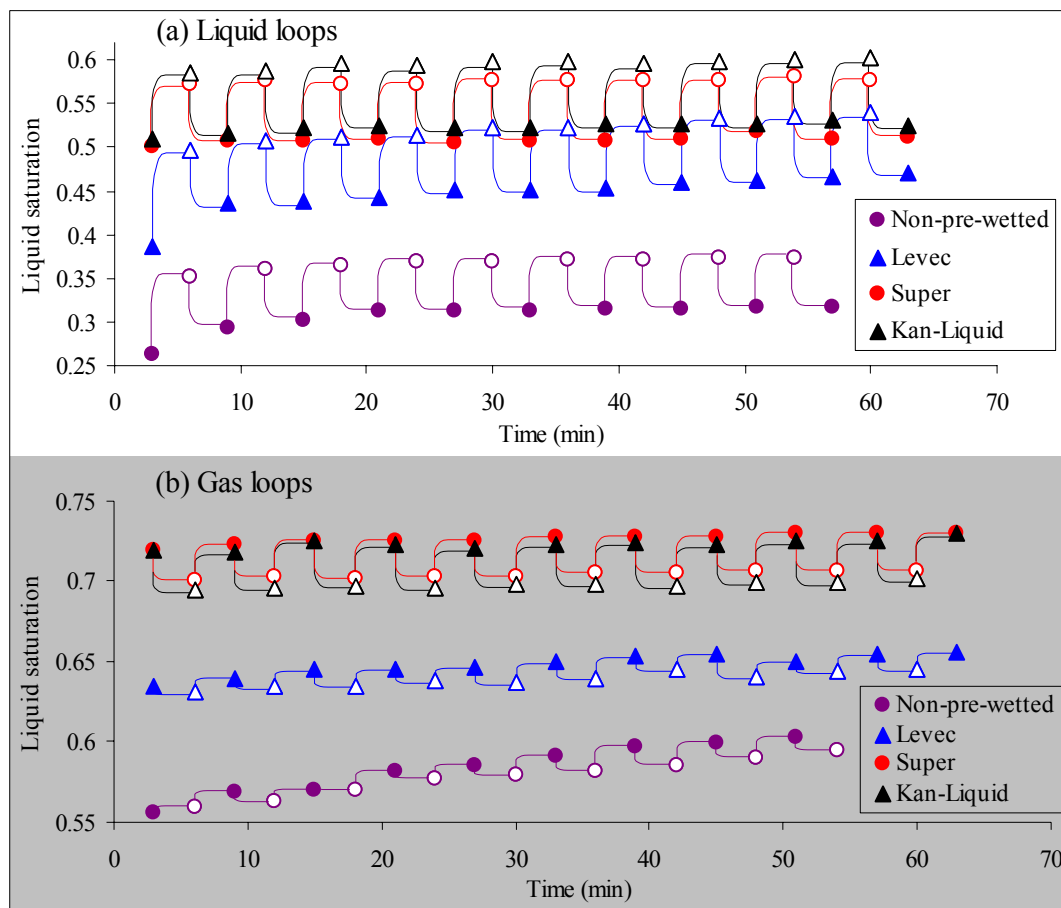 (a) Liquid loops
Liquid saturation
0.6
0.55
0.5
0.45
0.4
0.35
0.3
0.25
0
10
20
30
40
50
60
70
Time (min)
Non-pre-wetted
Levec
Super
Kan-Liquid
(b) Gas loops
Liquid saturation
0.75
0.7
0.65
0.6
0.55
0
10
20
30
40
50
60
70
Time (min)
Non-pre-wetted
Levec
Super
Kan-Liquid